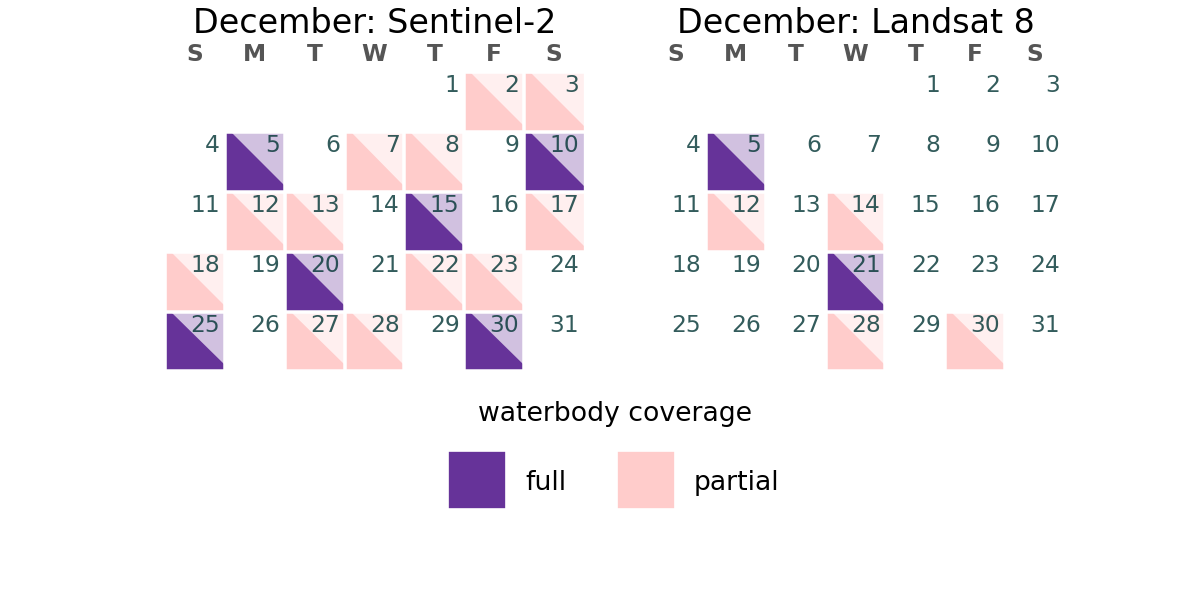 December: Sentinel-2
S M T W T F S
1 2 3
4 5 6 7 8 9 10
11 12 13 14 15 16 17
18 19 20 21 22 23 24
25 26 27 28 29 30 31
December: Landsat 8
S M T W T F S
1 2 3
4 5 6 7 8 9 10
11 12 13 14 15 16 17
18 19 20 21 22 23 24
25 26 27 28 29 30 31
waterbody coverage
full
partial